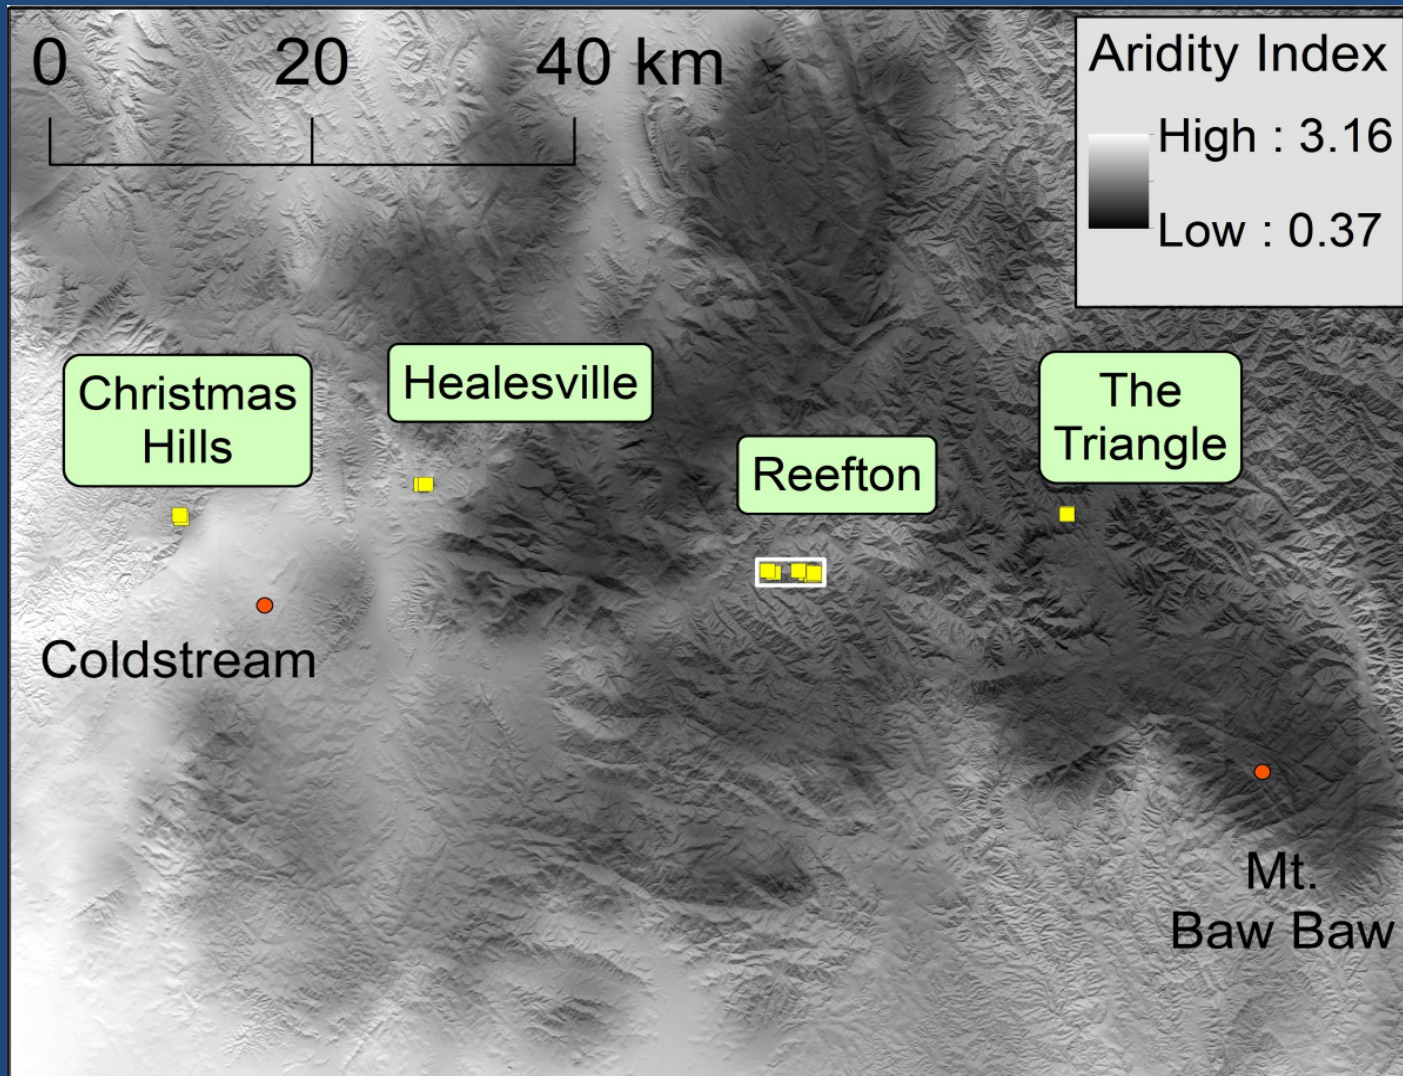 0 20 40 km
Aridity Index
High : 3.16
Low : 0.37
Christmas
Hills
Healesville
Reefton
The
Triangle
Coldstream
Mt.
Baw Baw